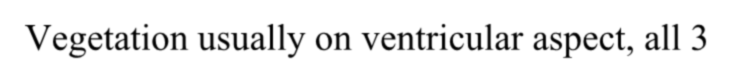 Vegetation usually on ventricular aspect, all 3